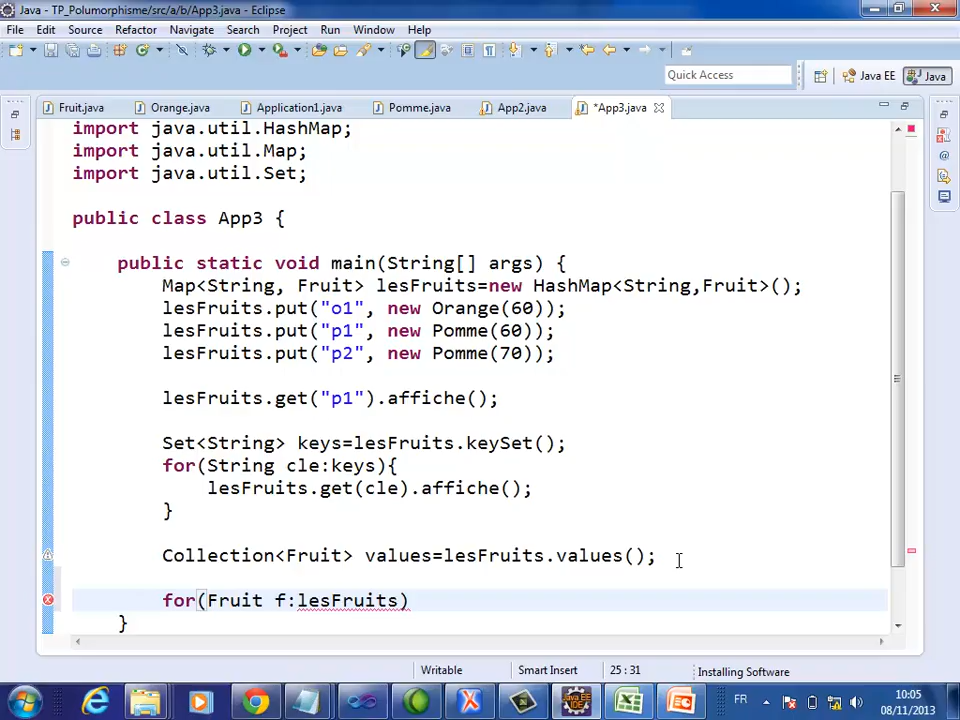 Java - TP_Polumorphisme/src/a/b/App3.java - Eclipse
File Edit Source Refactor Navigate Search Project Run Window Help
Quick Access Java EE Java
Fruit.java Orange.java Application1.java Pomme.java App2.java *App3.java
import java.util.HashMap;
import java.util.Map;
import java.util.Set;
public class App3 {
public static void main(String[] args) {
Map<String, Fruit> lesFruits=new HashMap<String,Fruit>();
lesFruits.put("o1", new Orange(60));
lesFruits.put("p1", new Pomme(60));
lesFruits.put("p2", new Pomme(70));
lesFruits.get("p1").affiche();
Set<String> keys=lesFruits.keySet();
for(String cle:keys){
lesFruits.get(cle).affiche();
}
Collection<Fruit> values=lesFruits.values();
for(Fruit f:lesFruits)
}
Writable Smart Insert 25 : 31 Installing Software
FR 10:05
08/11/2013